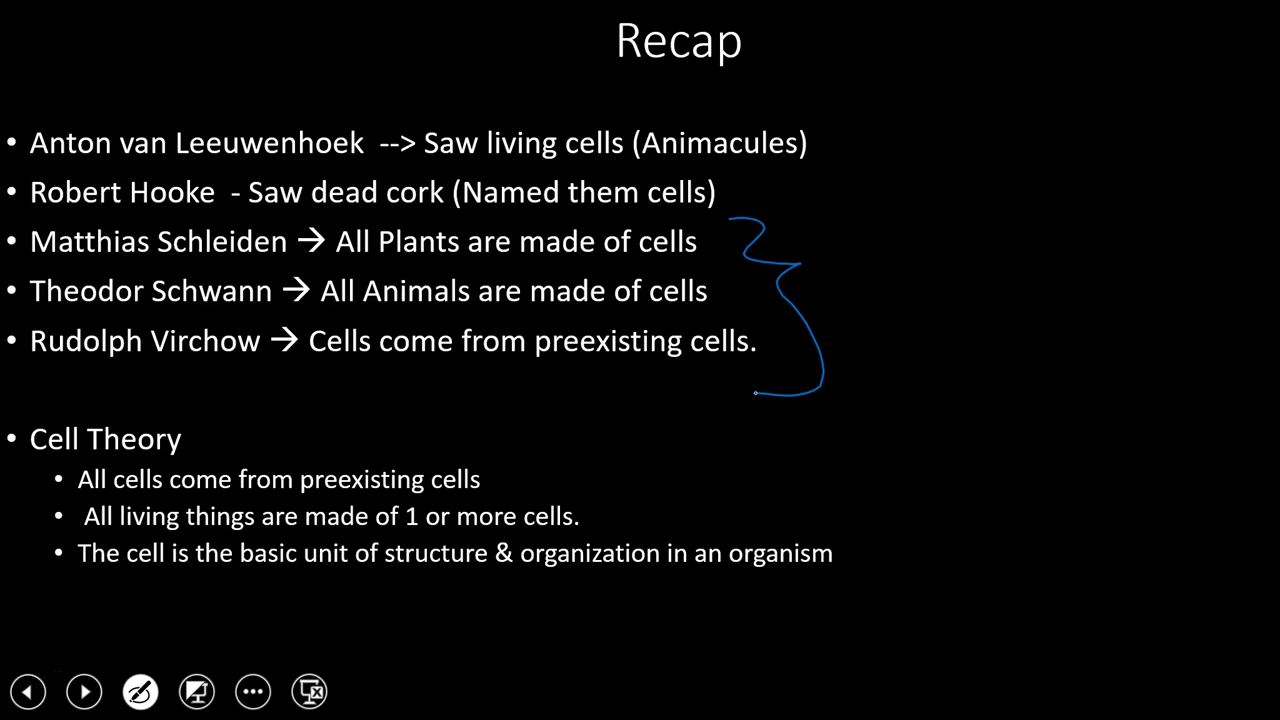 Recap
• Anton van Leeuwenhoek --> Saw living cells (Animacules)
• Robert Hooke - Saw dead cork (Named them cells)
• Matthias Schleiden → All Plants are made of cells
• Theodor Schwann → All Animals are made of cells
• Rudolph Virchow → Cells come from preexisting cells.
• Cell Theory
• All cells come from preexisting cells
• All living things are made of 1 or more cells.
• The cell is the basic unit of structure & organization in an organism